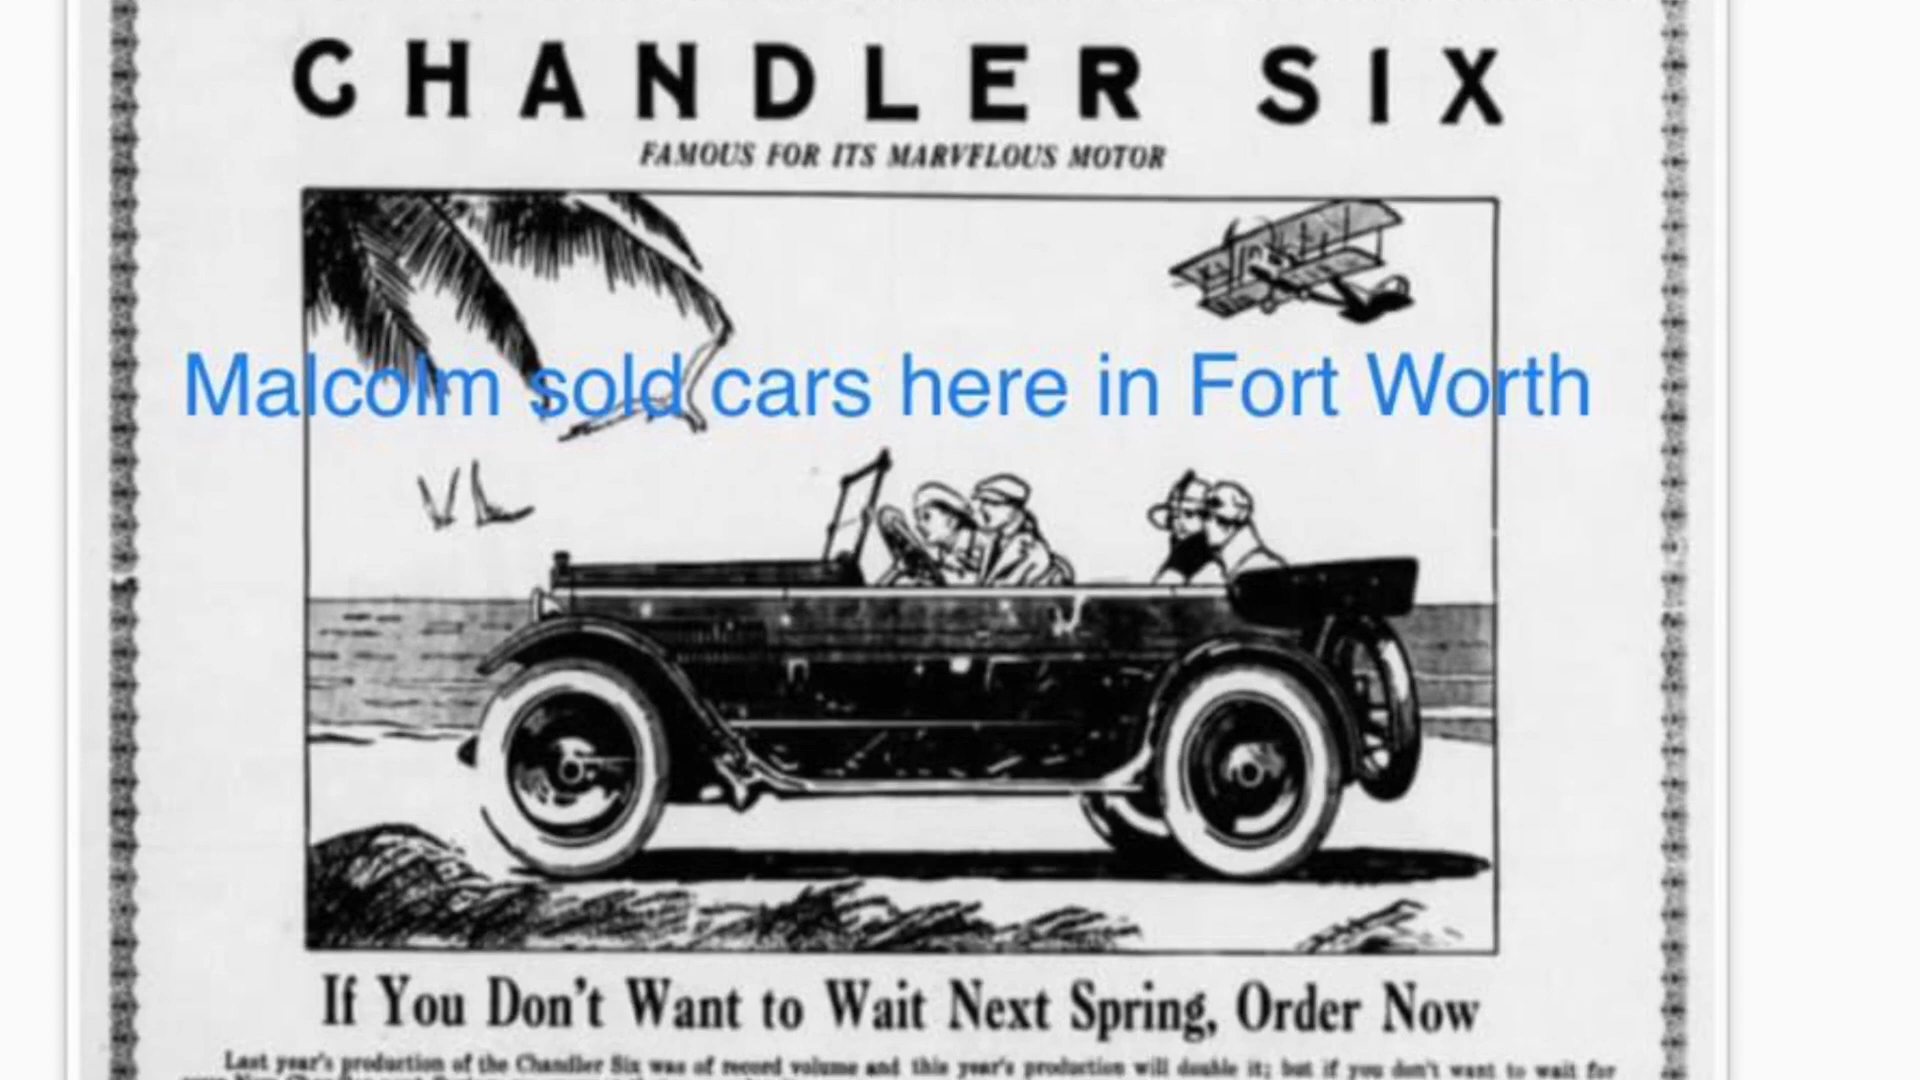 CHANDLER SIX
FAMOUS FOR ITS MARVELOUS MOTOR
Malcolm sold cars here in Fort Worth
If You Don't Want to Wait Next Spring, Order Now
Last year's production of the Chandler Six was of record volume and this year's production will double it; but if you don't want to wait for